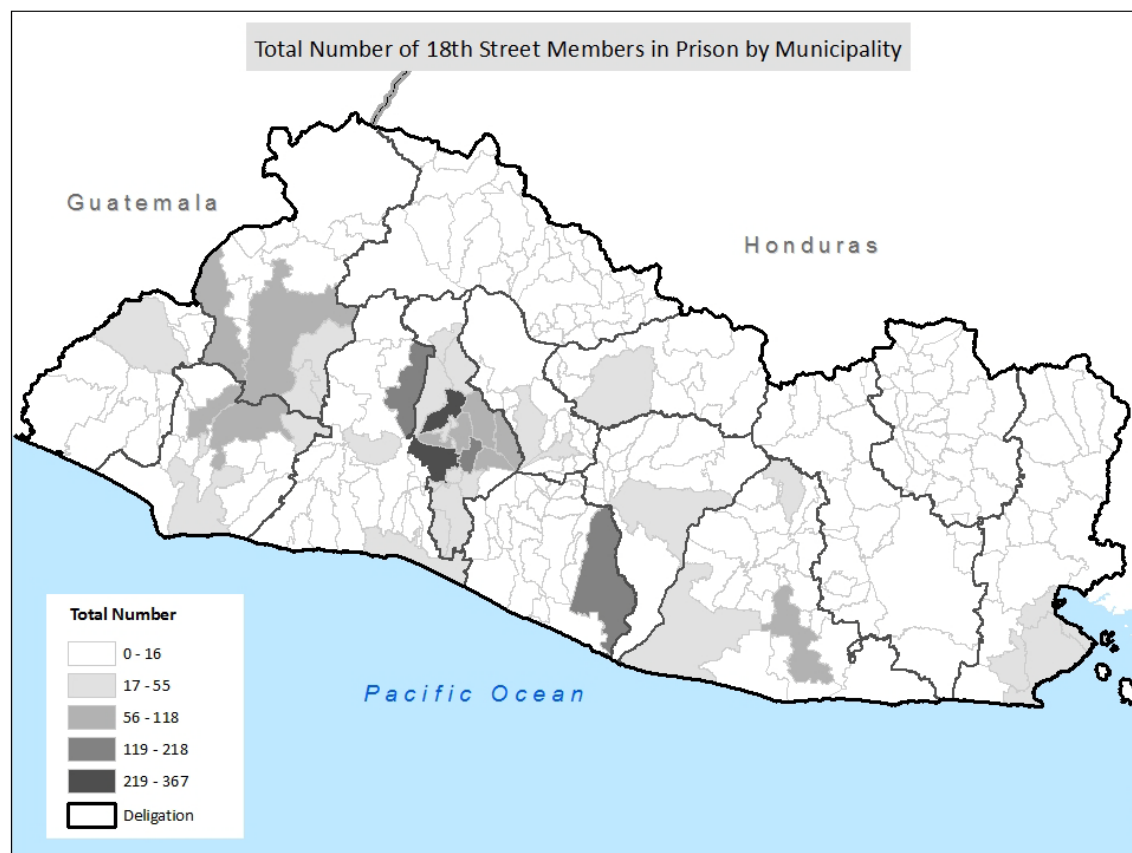 Total Number of 18th Street Members in Prison by Municipality
Guatemala
Honduras
Total Number
0 - 16
17 - 55
56 - 118
119 - 218
219 - 367
Deligation
Pacific Ocean